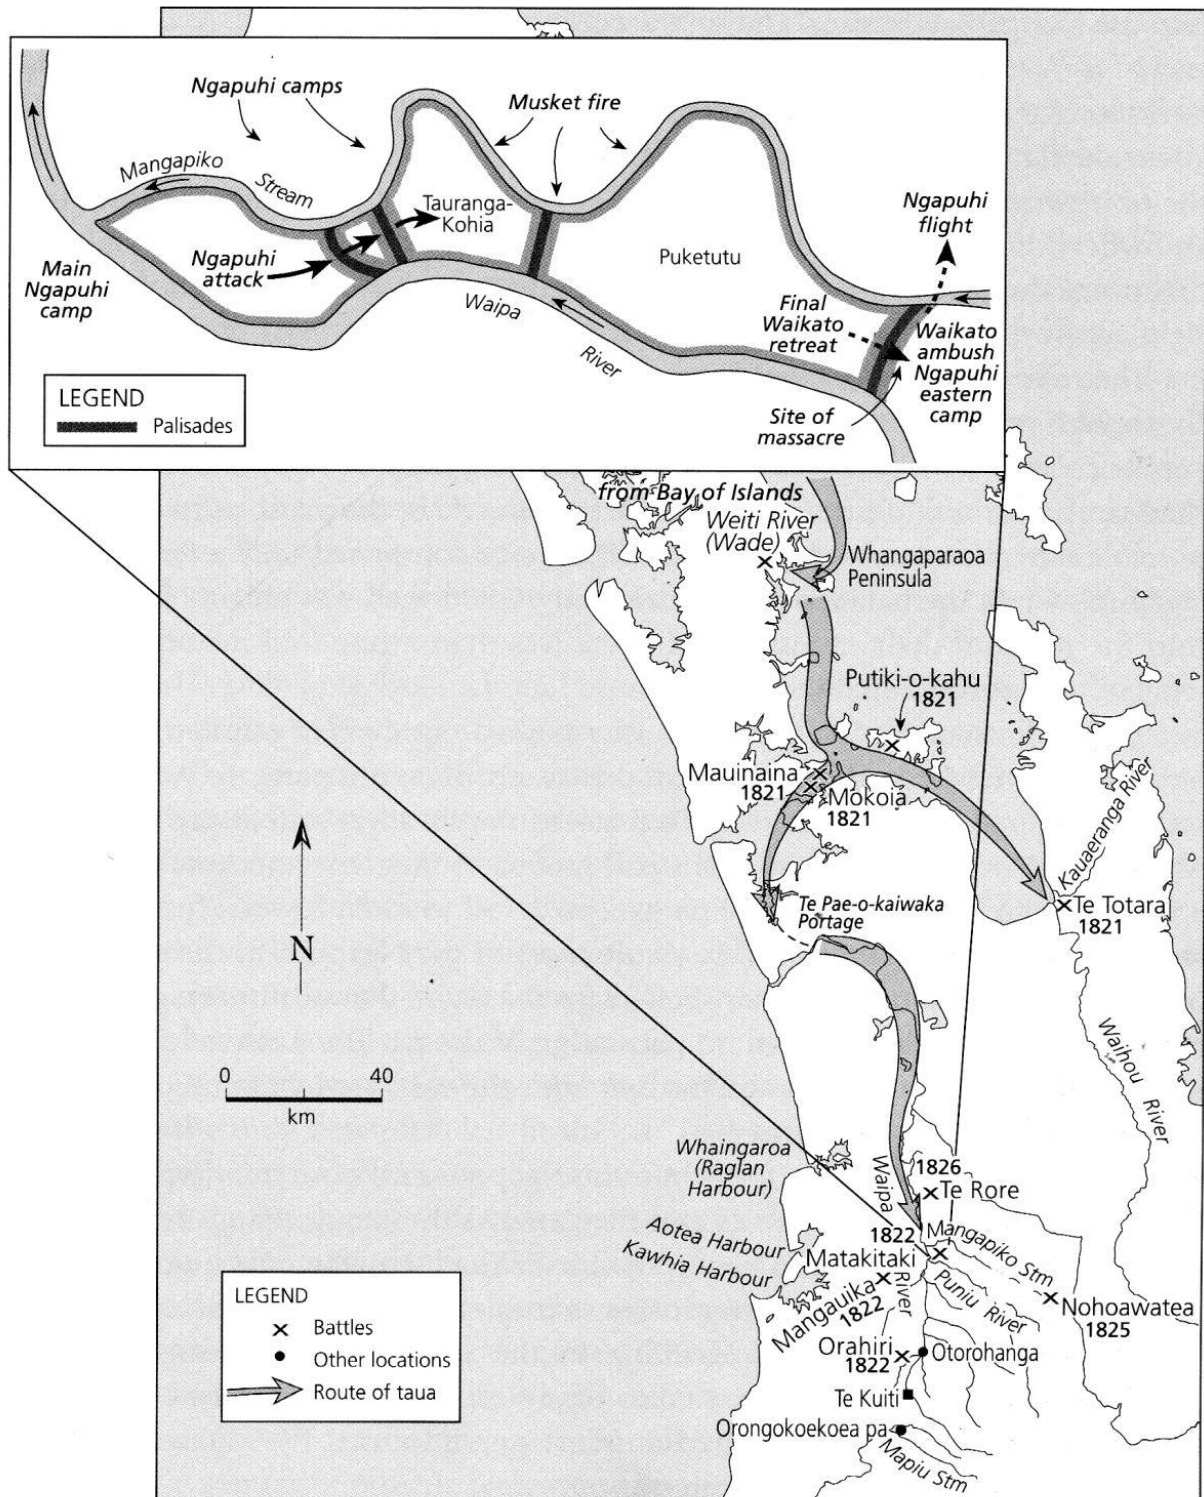 Ngapuhi camps
Musket fire
Mangapiko
Stream
Tauranga-
Kohia
Ngapuhi
flight
Ngapuhi
attack
Main
Ngapuhi
camp
Puketutu
Waipa
River
Final
Waikato
retreat
Waikato
ambush
Ngapuhi
eastern
camp
Site of
massacre
LEGEND
Palisades
from Bay of Islands
Weiti River
(Wade)
Whangaparaoa
Peninsula
Putiki-o-kahu
1821
Mauinaina
1821
Mokoia
1821
Kauaeranga River
Te Totara
1821
Te Pae-o-kaiwaka
Portage
N
0 40
km
Waihou River
Whaingaroa
(Raglan
Harbour)
Waipa
River
1826
Te Rore
Aotea Harbour
Kawhia Harbour
1822
Matakitaki
Mangapiko Stm
Mangauika
1822
Puniu River
Nohoawatea
1825
Orahiri
1822
Otorohanga
Te Kuiti
Orongokoekoea pa
Mapiu Stm
LEGEND
Battles
Other locations
Route of taua